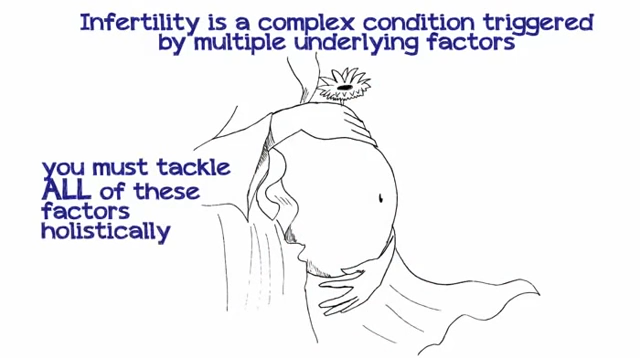 Infertility is a complex condition triggered
by multiple underlying factors
you must tackle
ALL of these
factors
holistically